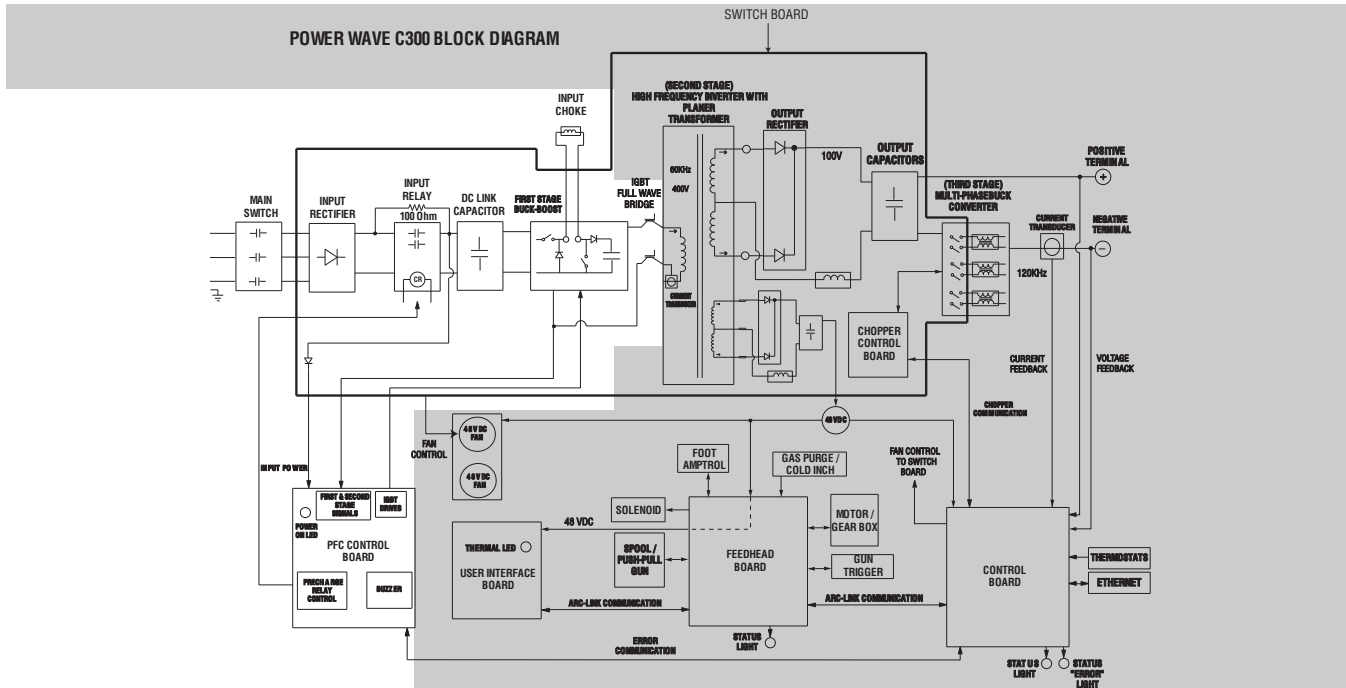 SWITCH BOARD
POWER WAVE C300 BLOCK DIAGRAM
(SECOND STAGE)
HIGH FREQUENCY INVERTER WITH
PLANER
TRANSFORMER
INPUT
CHOKE
OUTPUT
RECTIFIER
60KHz
400V
100V
OUTPUT
CAPACITORS
POSITIVE
TERMINAL
+
(THIRD STAGE)
MULTI-PHASEBUCK
CONVERTER
CURRENT
TRANSDUCER
NEGATIVE
TERMINAL
−
120KHz
MAIN
SWITCH
INPUT
RECTIFIER
INPUT
RELAY
100 Ohm
CR
DC LINK
CAPACITOR
FIRST STAGE
BUCK-BOOST
IGBT
FULL WAVE
BRIDGE
CURRENT
TRANSDUCER
CHOPPER
CONTROL
BOARD
CURRENT
FEEDBACK
VOLTAGE
FEEDBACK
CHOPPER
COMMUNICATION
48 VDC
FAN
CONTROL
48 V DC
FAN
48 V DC
FAN
INPUT POWER
FOOT
AMPTROL
GAS PURGE /
COLD INCH
FAN CONTROL
TO SWITCH
BOARD
FIRST & SECOND
STAGE
SIGNALS
IGBT
DRIVES
POWER
ON LED
PFC CONTROL
BOARD
PRECHARGE
RELAY
CONTROL
BUZZER
48 VDC
THERMAL LED
USER INTERFACE
BOARD
SOLENOID
SPOOL /
PUSH-PULL
GUN
FEEDHEAD
BOARD
MOTOR /
GEAR BOX
GUN
TRIGGER
CONTROL
BOARD
THERMOSTATS
ETHERNET
ARC-LINK COMMUNICATION
ARC-LINK COMMUNICATION
STATUS
LIGHT
ERROR
COMMUNICATION
STATUS
LIGHT
STATUS
"ERROR"
LIGHT